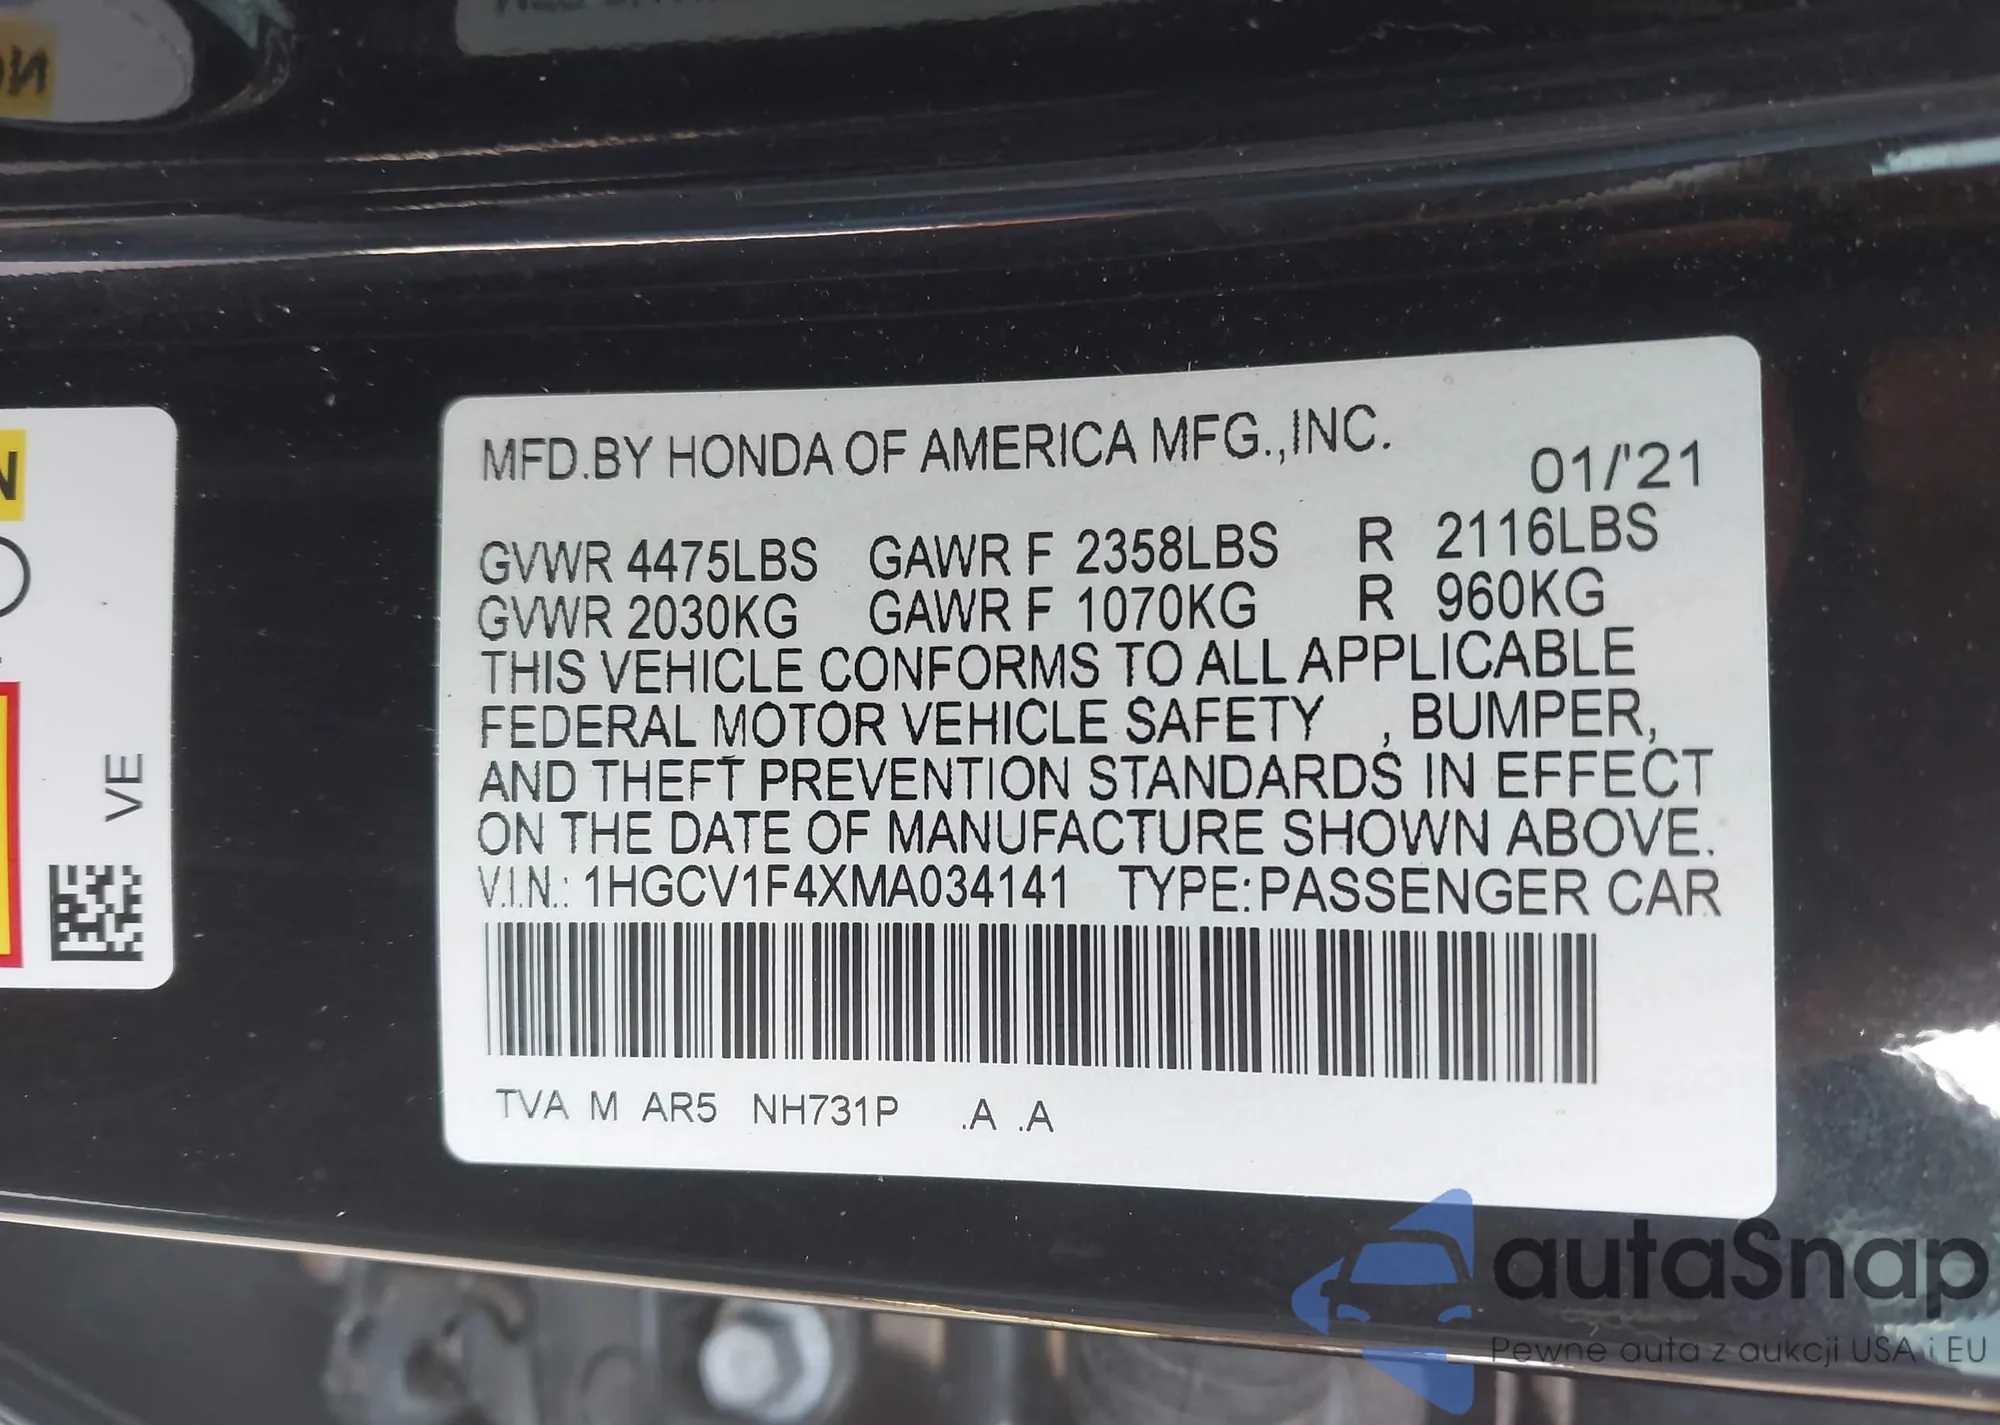 MFD.BY HONDA OF AMERICA MFG.,INC.
01/'21
GVWR 4475LBS GAWR F 2358LBS R 2116LBS
GVWR 2030KG GAWR F 1070KG R 960KG
THIS VEHICLE CONFORMS TO ALL APPLICABLE
FEDERAL MOTOR VEHICLE SAFETY , BUMPER,
AND THEFT PREVENTION STANDARDS IN EFFECT
ON THE DATE OF MANUFACTURE SHOWN ABOVE.
V.I.N.: 1HGCV1F4XMA034141 TYPE:PASSENGER CAR
TVA M AR5 NH731P .A .A
VE
autaSnap
Pewne auta z aukcji USA i EU